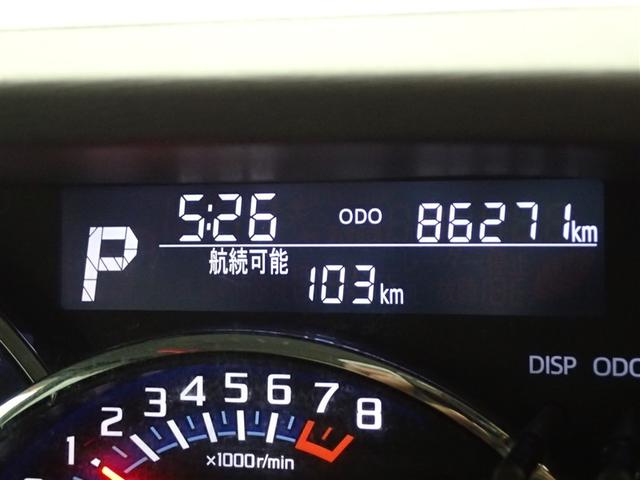 P
5:26 ODO 86271km
航続可能
103km
DISP ODO
1 2 3 4 5 6 7 8
×1000r/min